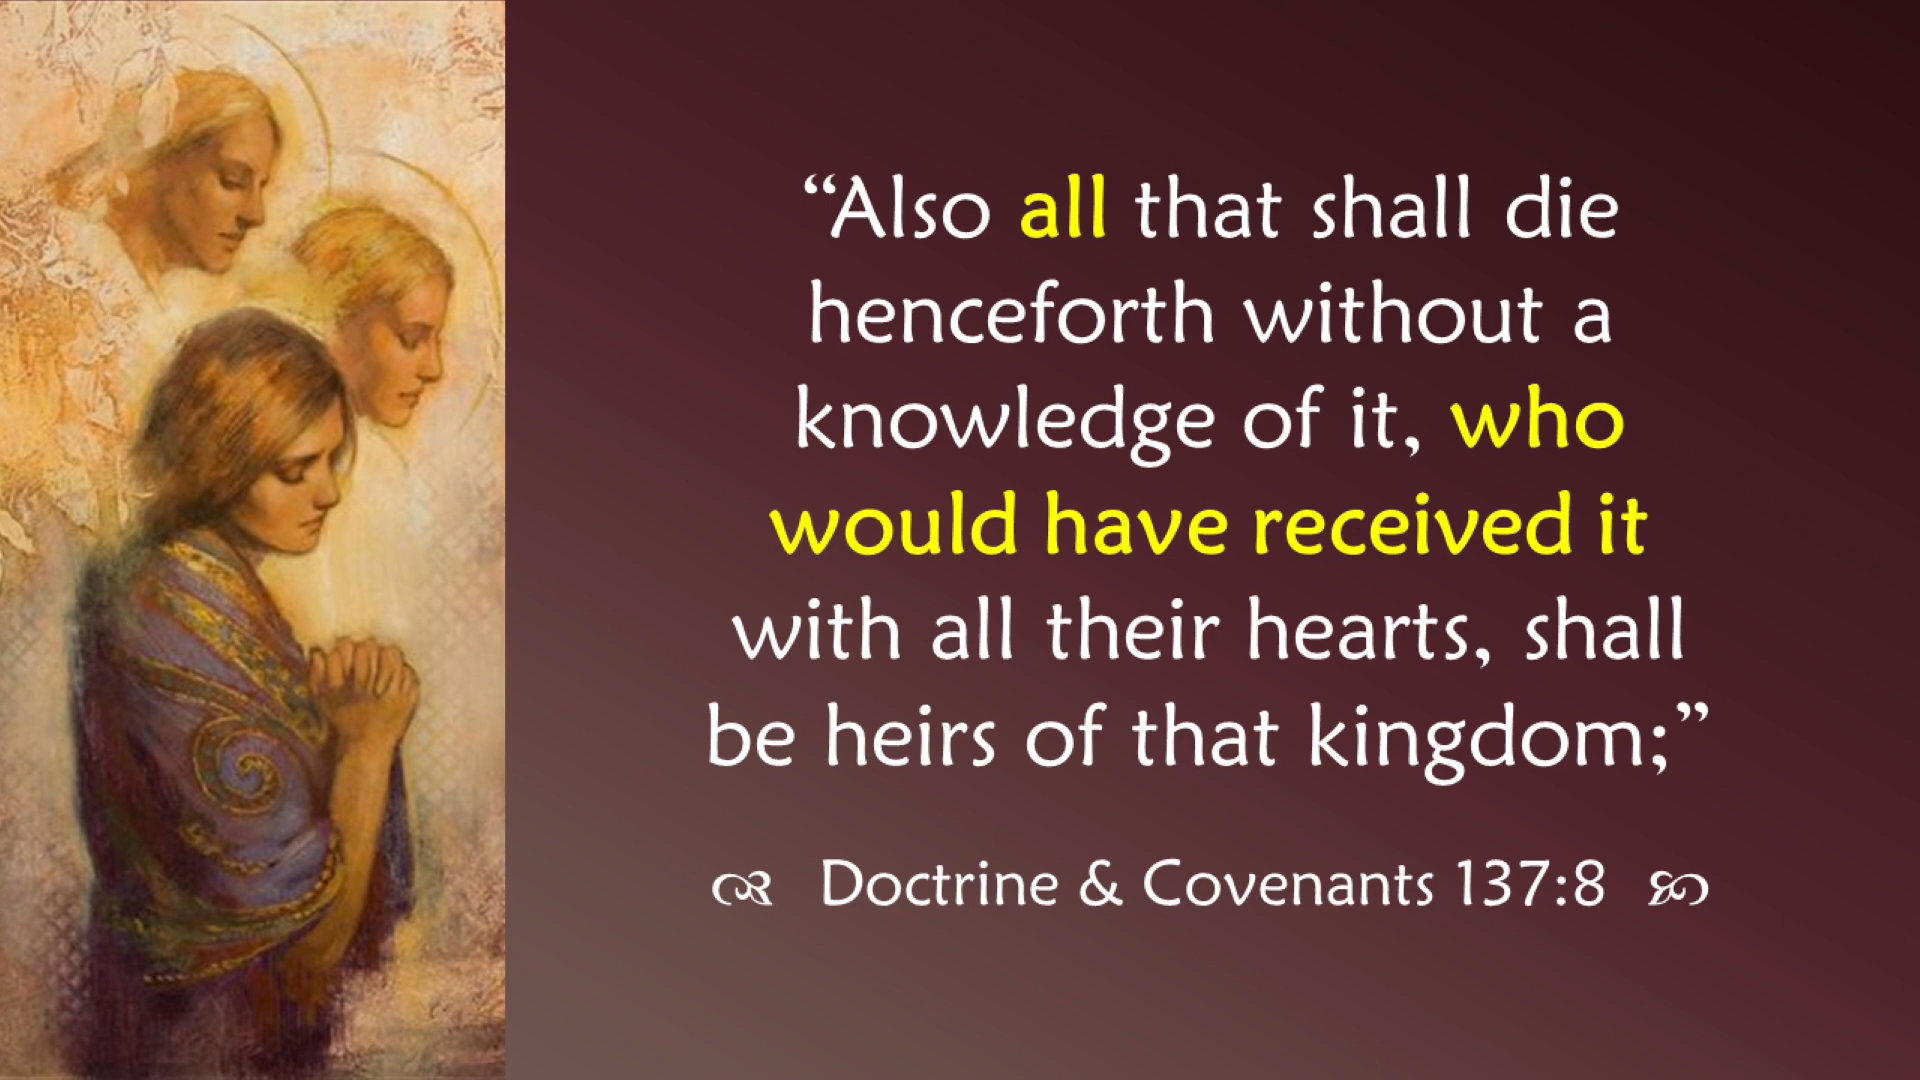 “Also all that shall die
henceforth without a
knowledge of it, who
would have received it
with all their hearts, shall
be heirs of that kingdom;”
Doctrine & Covenants 137:8